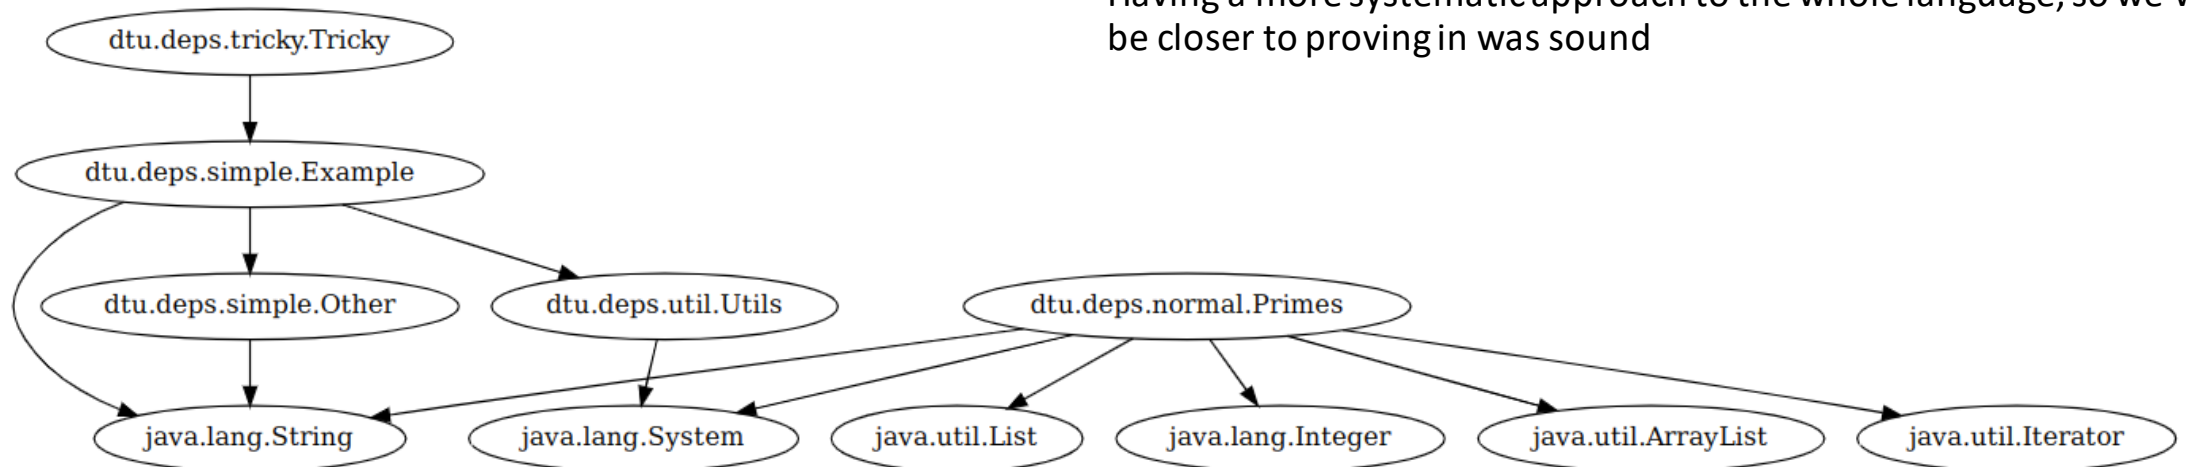 Having a more systematic approach to the whole language, so we'
be closer to proving in was sound
dtu.deps.tricky.Tricky
dtu.deps.simple.Example
dtu.deps.simple.Other
dtu.deps.util.Utils
dtu.deps.normal.Primes
java.lang.String
java.lang.System
java.util.List
java.lang.Integer
java.util.ArrayList
java.util.Iterator